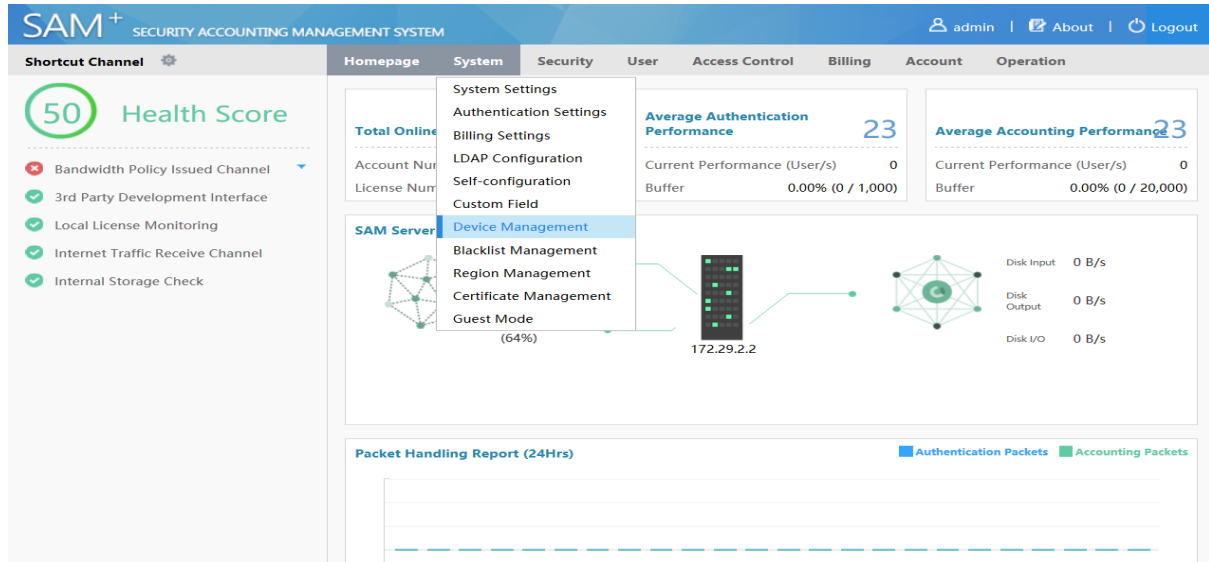 SAM+ SECURITY ACCOUNTING MANAGEMENT SYSTEM
admin | About | Logout
Shortcut Channel
Homepage System Security User Access Control Billing Account Operation
50 Health Score
Bandwidth Policy Issued Channel
3rd Party Development Interface
Local License Monitoring
Internet Traffic Receive Channel
Internal Storage Check
System Settings
Authentication Settings
Billing Settings
LDAP Configuration
Self-configuration
Custom Field
Device Management
Blacklist Management
Region Management
Certificate Management
Guest Mode
Total Online
Account Nur
License Num
Average Authentication
Performance
23
Current Performance (User/s) 0
Buffer 0.00% (0 / 1,000)
Average Accounting Performance
23
Current Performance (User/s) 0
Buffer 0.00% (0 / 20,000)
SAM Server
(64%)
172.29.2.2
Disk Input 0 B/s
Disk
Output 0 B/s
Disk I/O 0 B/s
Packet Handling Report (24Hrs)
Authentication Packets Accounting Packets